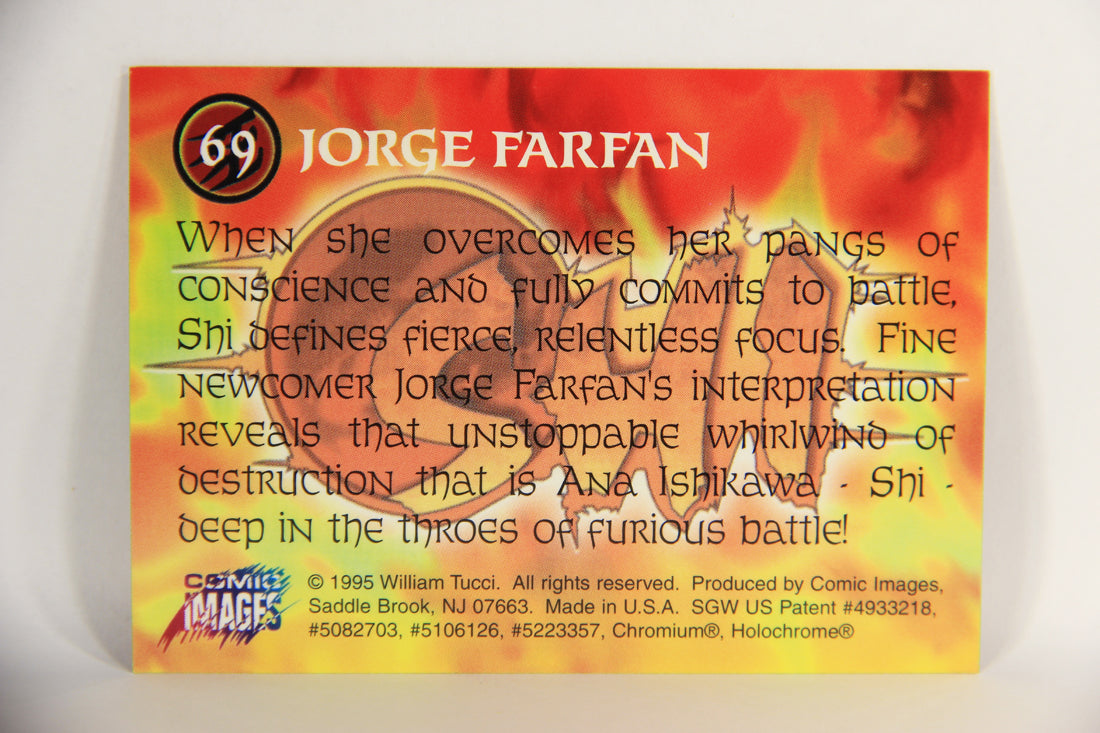 69 JORGE FARFAN
SHI
When she overcomes her pangs of
conscience and fully commits to battle,
Shi defines fierce, relentless focus.  Fine
newcomer Jorge Farfan's interpretation
reveals that unstoppable whirlwind of
destruction that is Ana Ishikawa - Shi -
deep in the throes of furious battle!
COMIC
IMAGES
© 1995 William Tucci.  All rights reserved.  Produced by Comic Images,
Saddle Brook, NJ 07663.  Made in U.S.A.  SGW US Patent #4933218,
#5082703, #5106126, #5223357, Chromium®, Holochrome®